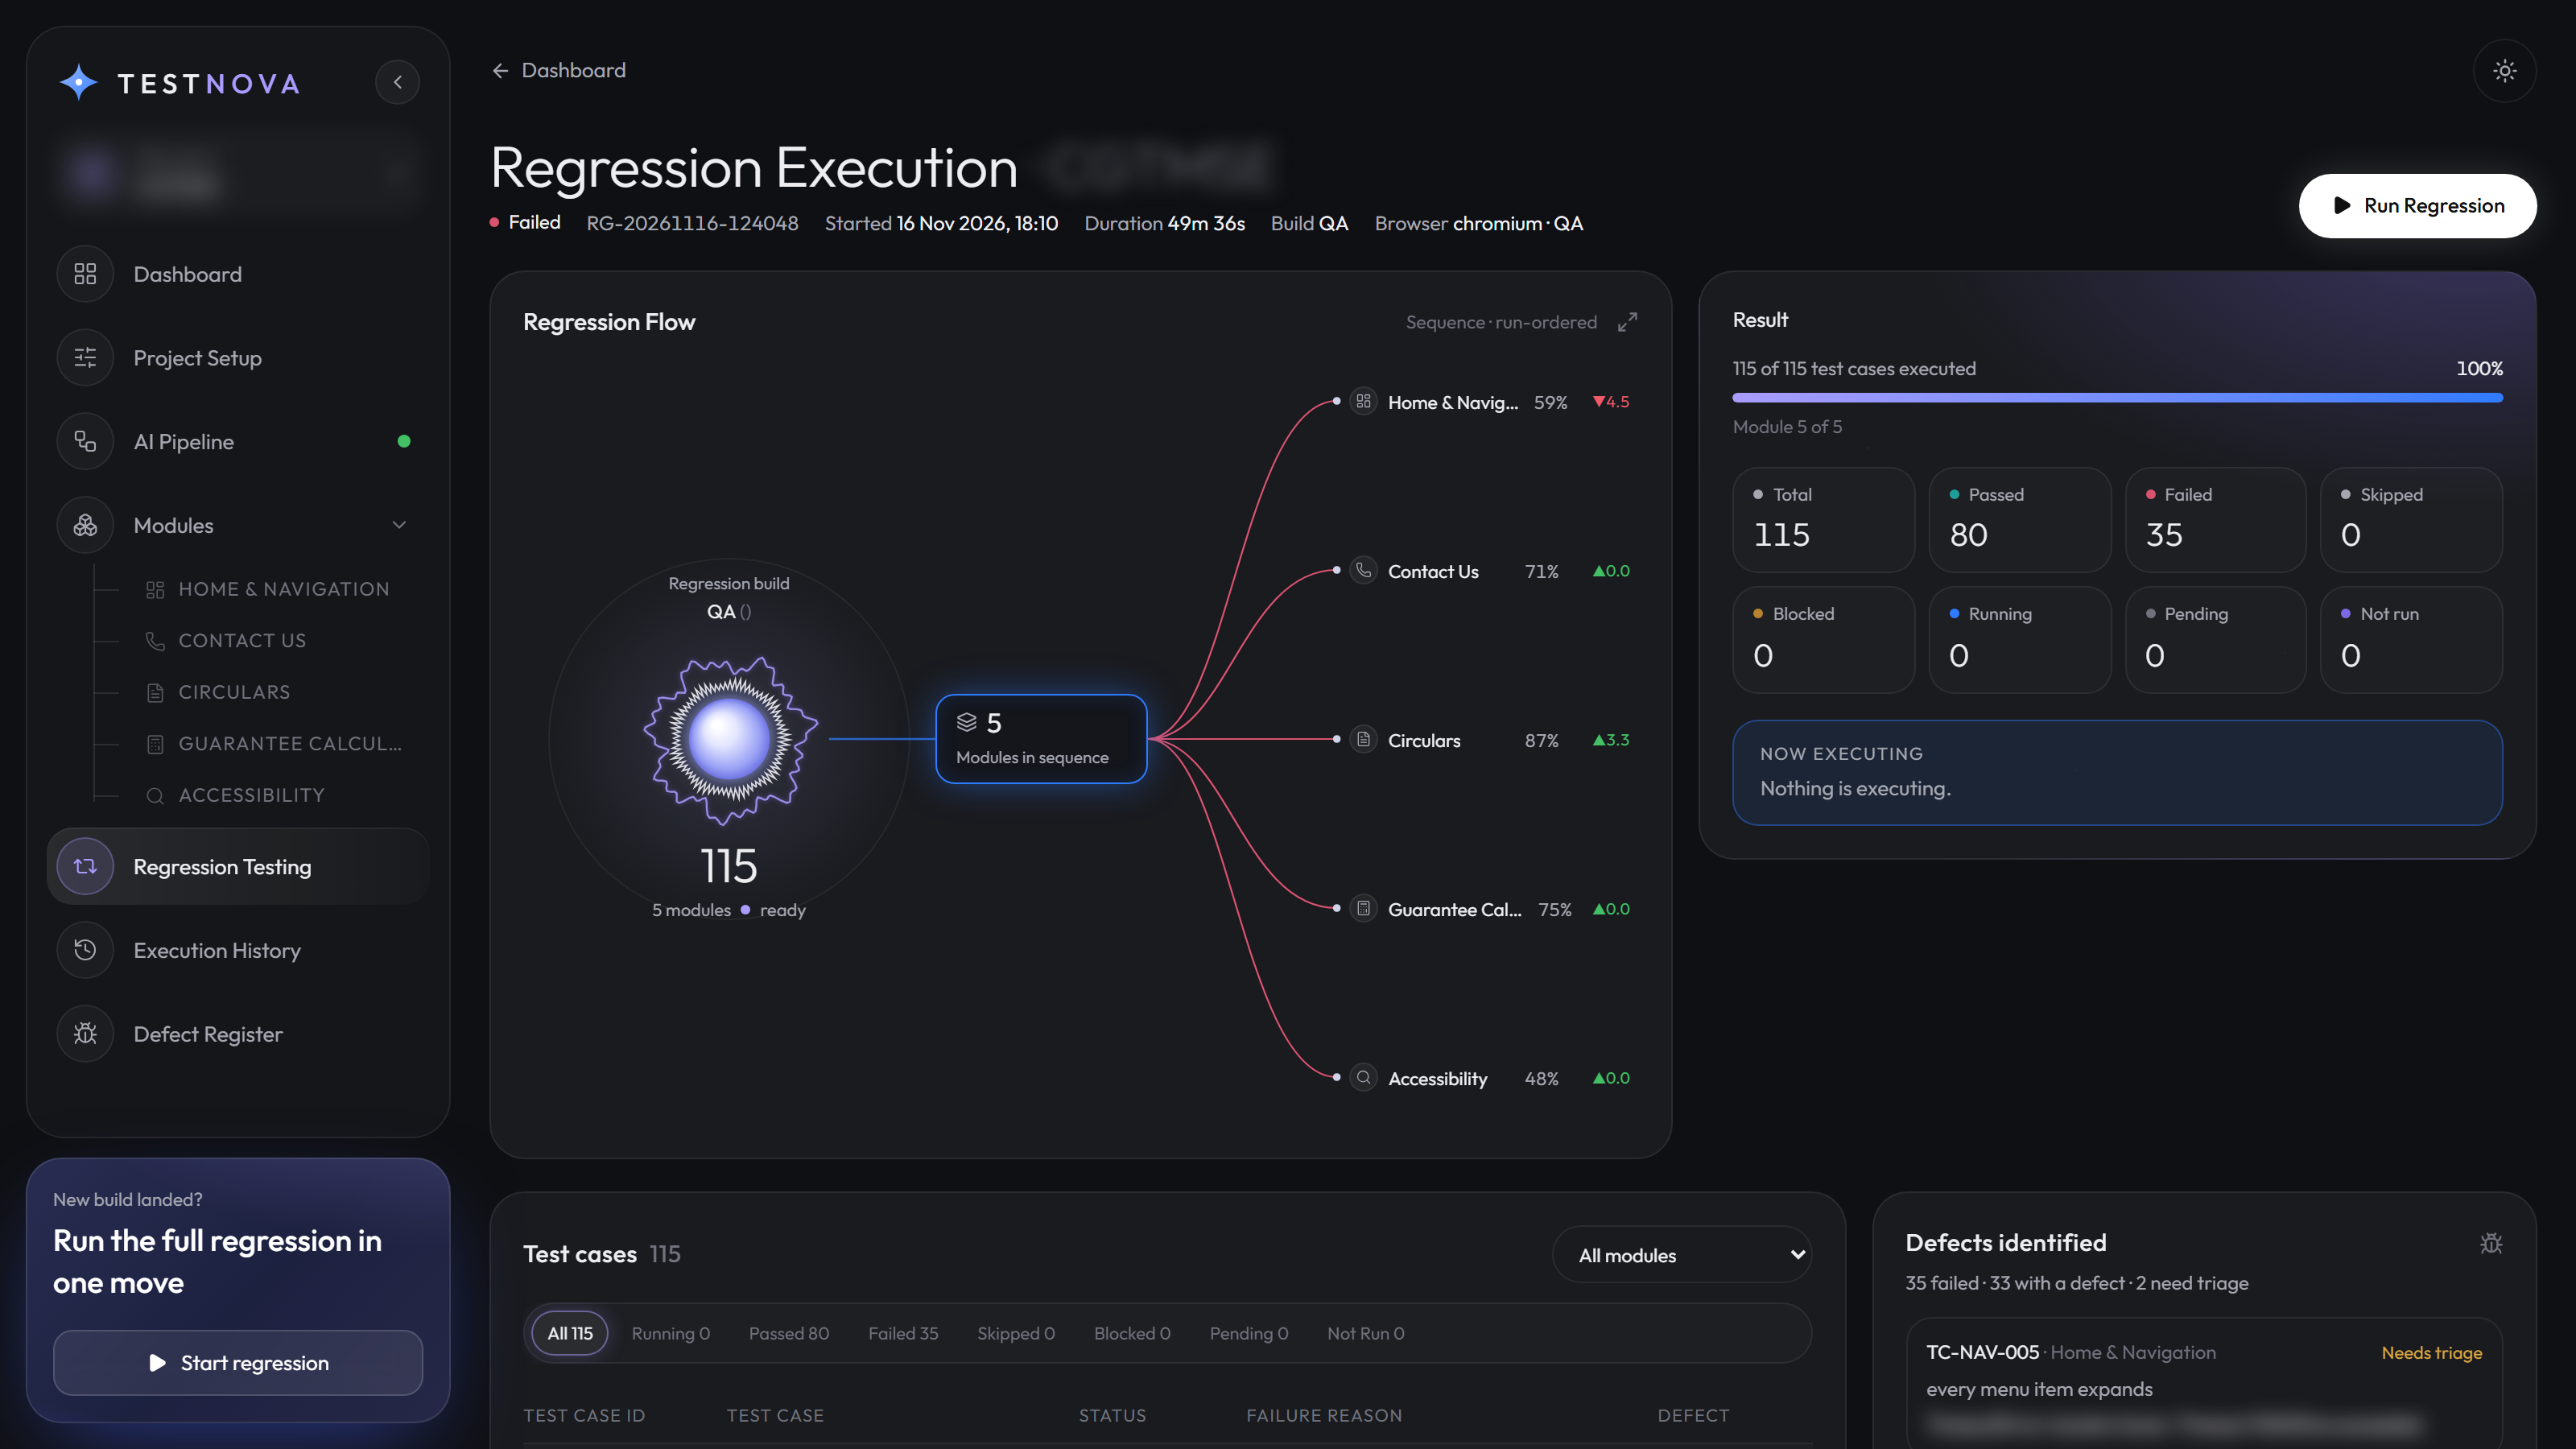 TESTNOVA
Dashboard
Project Setup
AI Pipeline
Modules
HOME & NAVIGATION
CONTACT US
CIRCULARS
GUARANTEE CALCUL...
ACCESSIBILITY
Regression Testing
Execution History
Defect Register
New build landed?
Run the full regression in
one move
Start regression
Dashboard
Regression Execution
Failed RG-20261116-124048 Started 16 Nov 2026, 18:10 Duration 49m 36s Build QA Browser chromium · QA
Run Regression
Regression Flow
Sequence · run-ordered
Regression build
QA ()
115
5 modules ready
5
Modules in sequence
Home & Navig... 59% ▼4.5
Contact Us 71% ▲0.0
Circulars 87% ▲3.3
Guarantee Cal... 75% ▲0.0
Accessibility 48% ▲0.0
Result
115 of 115 test cases executed 100%
Module 5 of 5
Total Passed Failed Skipped
115 80 35 0
Blocked Running Pending Not run
0 0 0 0
NOW EXECUTING
Nothing is executing.
Test cases 115
All modules
All 115 Running 0 Passed 80 Failed 35 Skipped 0 Blocked 0 Pending 0 Not Run 0
TEST CASE ID TEST CASE STATUS FAILURE REASON DEFECT
Defects identified
35 failed · 33 with a defect · 2 need triage
TC-NAV-005 · Home & Navigation Needs triage
every menu item expands